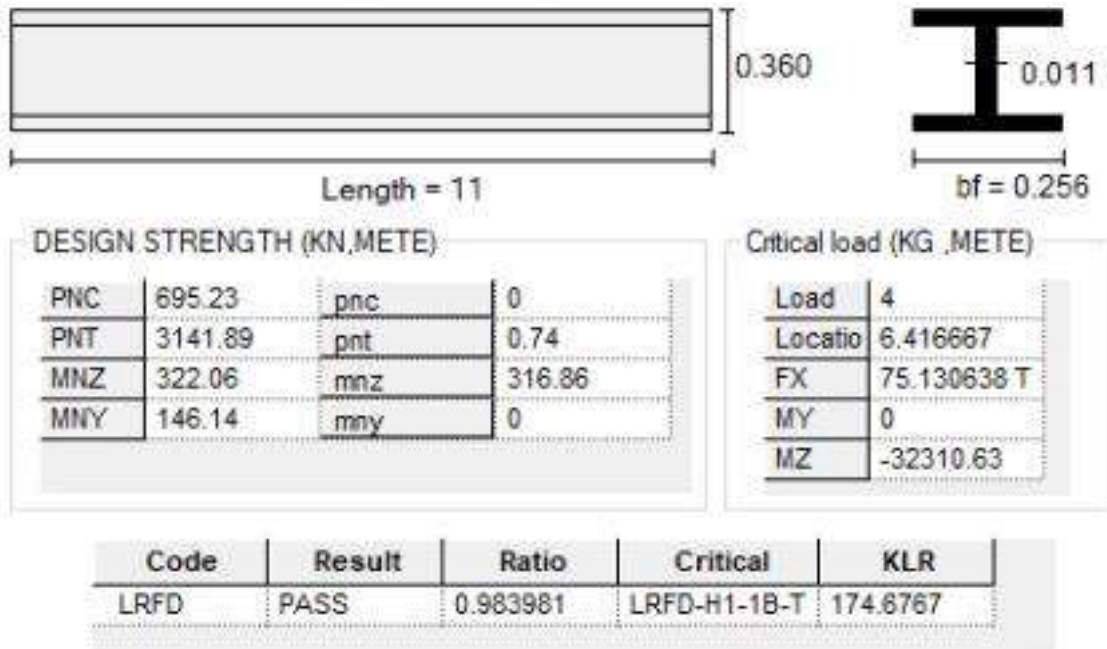 0.360
0.011
Length = 11
bf = 0.256
DESIGN STRENGTH (KN,METE)
PNC 695.23 pnc 0
PNT 3141.89 pnt 0.74
MNZ 322.06 mnz 316.86
MNY 146.14 mny 0
Critical load (KG ,METE)
Load 4
Locatio 6.416667
FX 75.130638 T
MY 0
MZ -32310.63
Code Result Ratio Critical KLR
LRFD PASS 0.983981 LRFD-H1-1B-T 174.6767